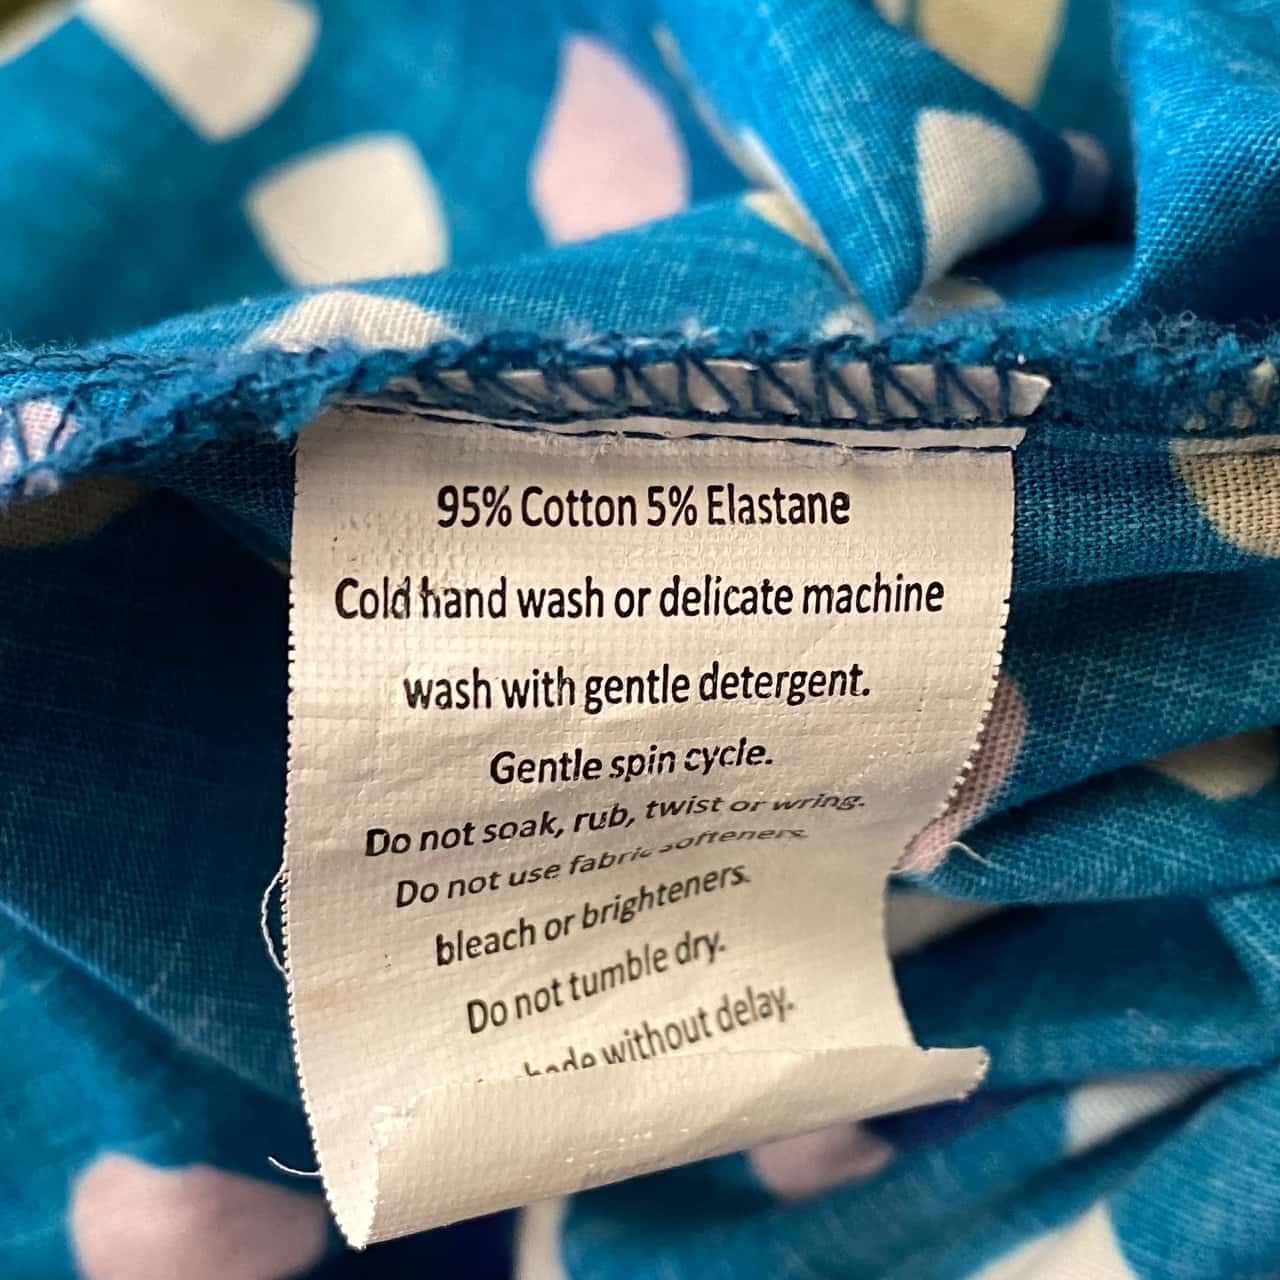 95% Cotton 5% Elastane
Cold hand wash or delicate machine
wash with gentle detergent.
Gentle spin cycle.
Do not soak, rub, twist or wring.
Do not use fabric softeners,
bleach or brighteners.
Do not tumble dry.
without delay.